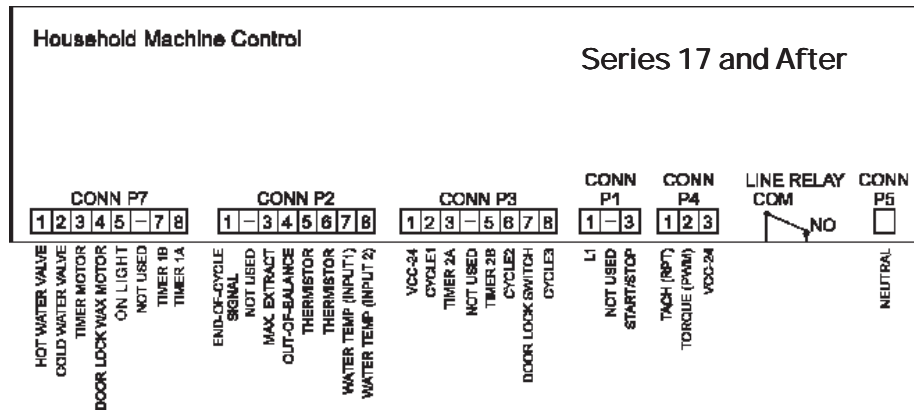 Household Machine Control
Series 17 and After
CONN P7
1 2 3 4 5 – 7 8
HOT WATER VALVE
COLD WATER VALVE
TIMER MOTOR
DOOR LOCK WAX MOTOR
ON LIGHT
NOT USED
TIMER 1B
TIMER 1A
CONN P2
1 – 3 4 5 6 7 8
END-OF-CYCLE
SIGNAL
NOT USED
MAX. EXTRACT
OUT-OF-BALANCE
THERMISTOR
THERMISTOR
WATER TEMP (INPUT1)
WATER TEMP (INPUT 2)
CONN P3
1 2 3 – 5 6 7 8
VCC-24
CYCLE1
TIMER 2A
NOT USED
TIMER 2B
CYCLE2
DOOR LOCK SWITCH
CYCLE3
CONN
P1
1 – 3
L1
NOT USED
START/STOP
CONN
P4
1 2 3
TACH (RPT)
TORQUE (PWM)
VCC-24
LINE RELAY
COM
NO
CONN
P5
NEUTRAL